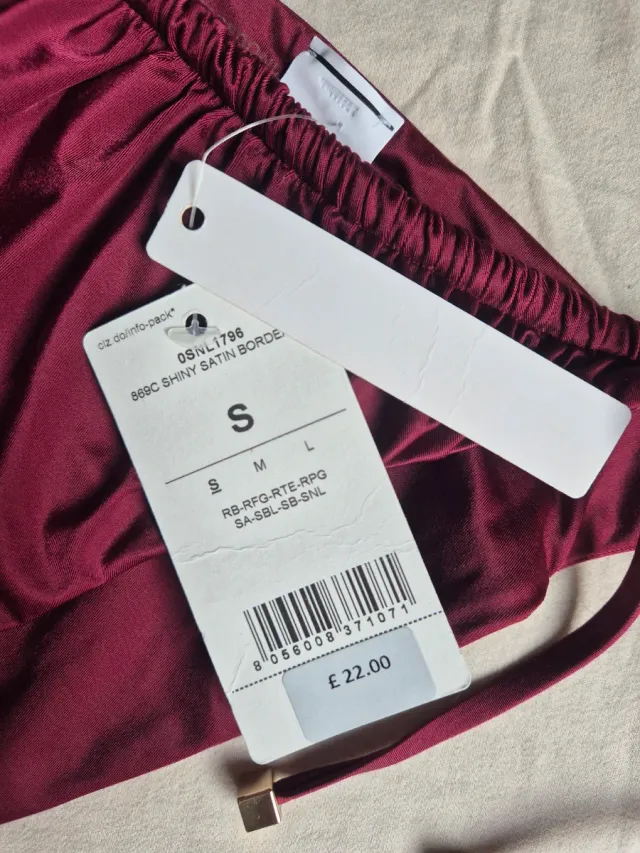 ciz.do/info-pack*
0SNL1796
869C SHINY SATIN BORDE
S
S M L
RB-RFG-RTE-RPG
SA-SBL-SB-SNL
8 056008 371071
£ 22.00